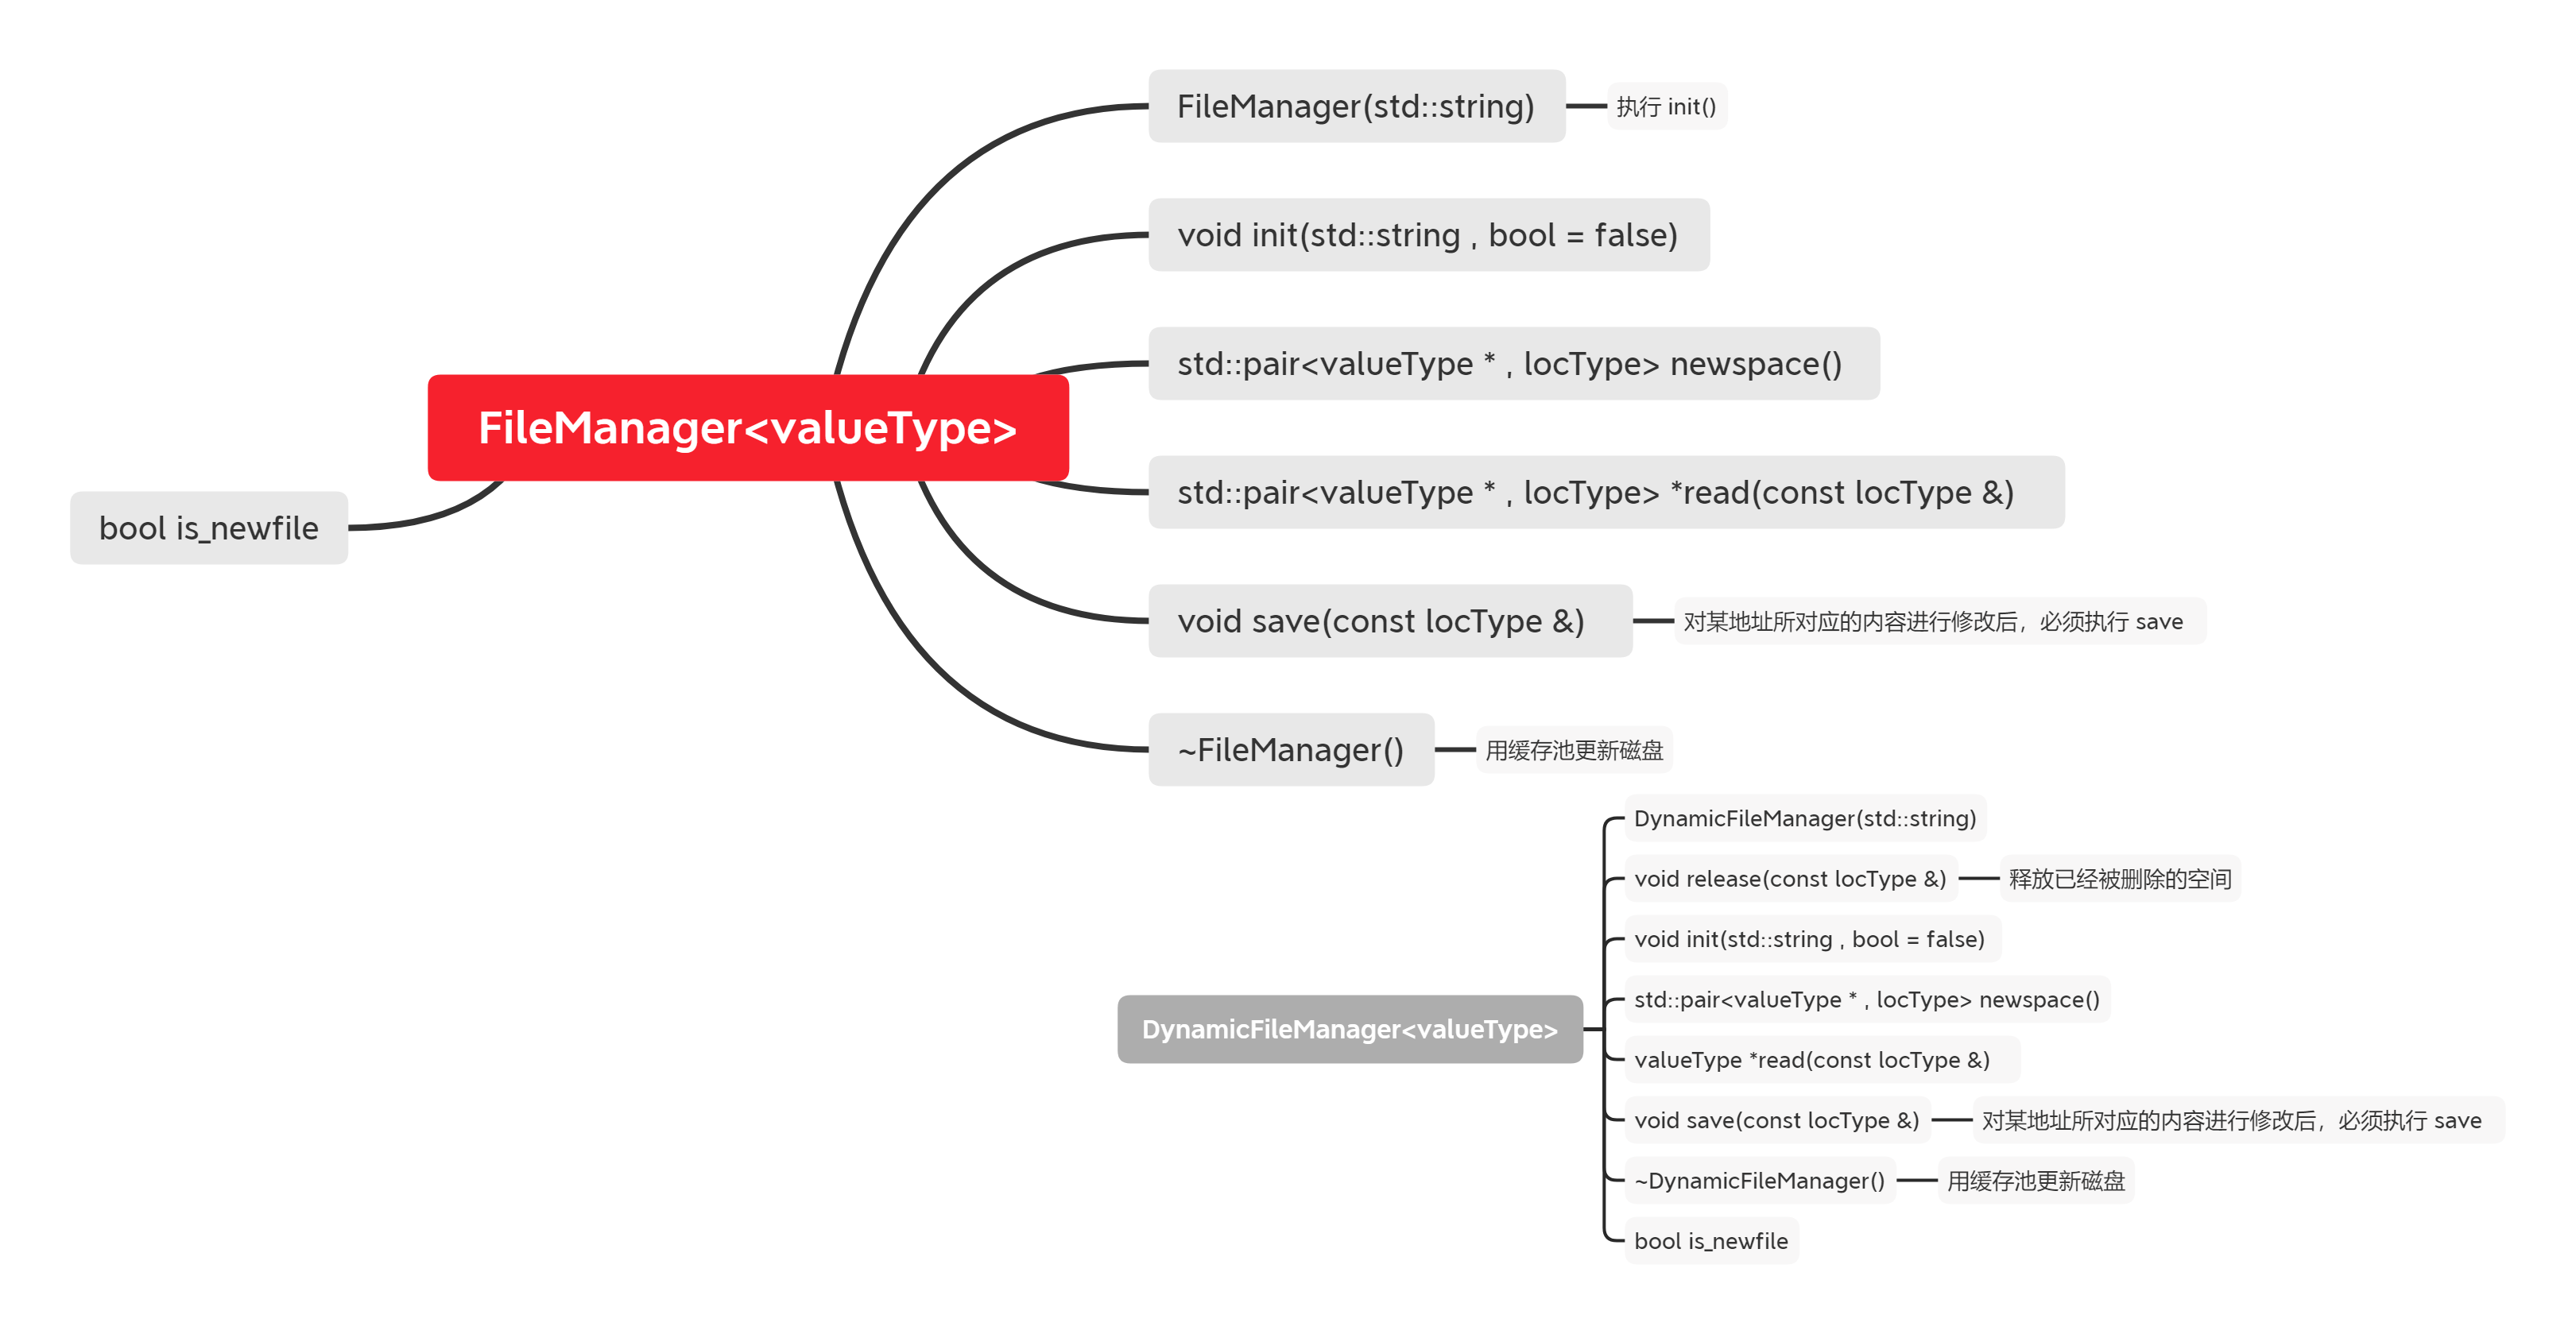 FileManager(std::string)
执行 init()
void init(std::string , bool = false)
std::pair<valueType * , locType> newspace()
FileManager<valueType>
std::pair<valueType * , locType> *read(const locType &)
bool is_newfile
void save(const locType &)
对某地址所对应的内容进行修改后，必须执行 save
~FileManager()
用缓存池更新磁盘
DynamicFileManager<valueType>
DynamicFileManager(std::string)
void release(const locType &)
释放已经被删除的空间
void init(std::string , bool = false)
std::pair<valueType * , locType> newspace()
valueType *read(const locType &)
void save(const locType &)
对某地址所对应的内容进行修改后，必须执行 save
~DynamicFileManager()
用缓存池更新磁盘
bool is_newfile